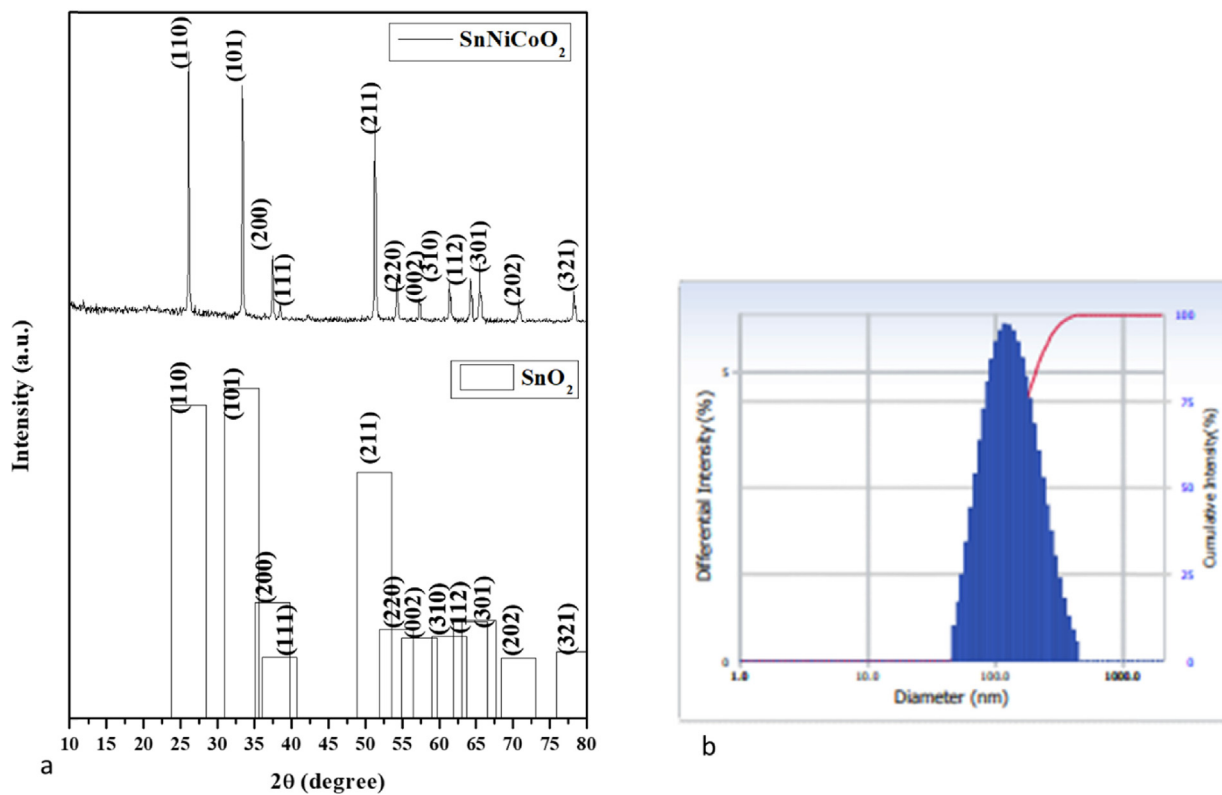 SnNiCoO₂
(110)
(101)
(200)
(111)
(211)
(220)
(002)
(310)
(112)
(301)
(202)
(321)
SnO₂
(110)
(101)
(200)
(111)
(211)
(220)
(002)
(310)
(112)
(301)
(202)
(321)
Intensity (a.u.)
10 15 20 25 30 35 40 45 50 55 60 65 70 75 80
2θ (degree)
a
Differential Intensity (%)
5
0
100
75
50
25
0
Cumulative Intensity(%)
1.0 10.0 100.0 1000.0
Diameter (nm)
b